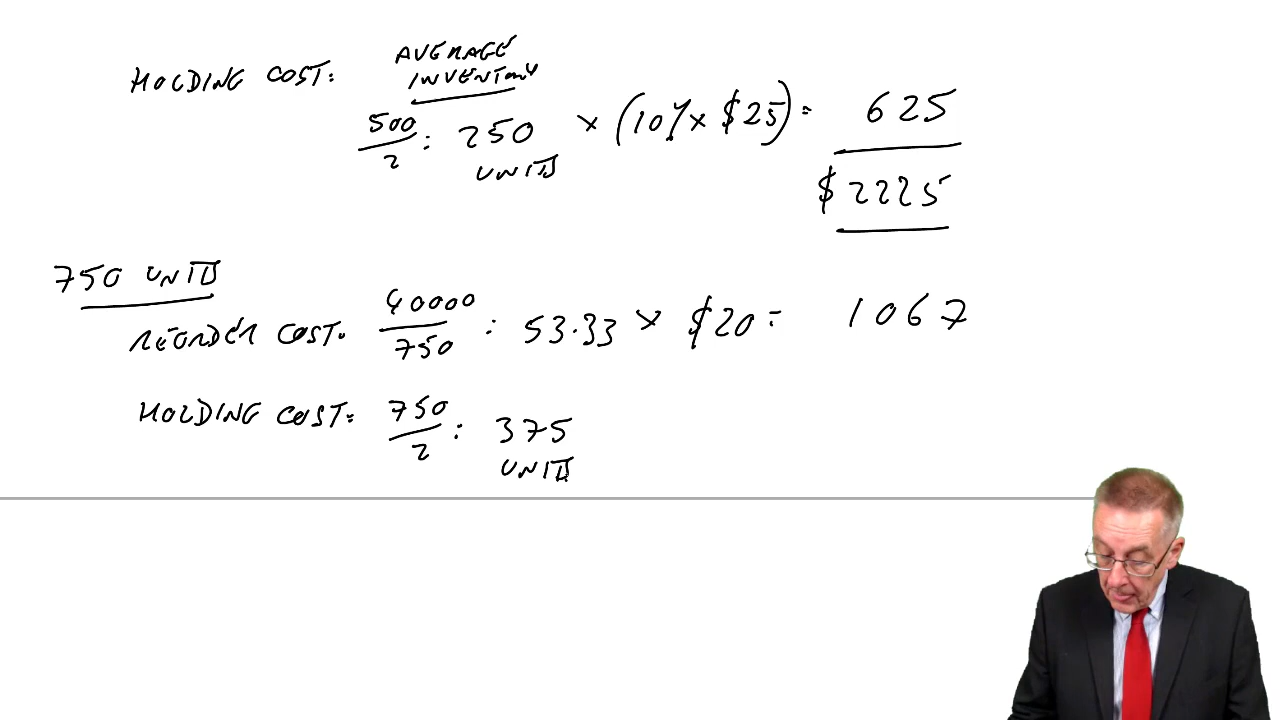 HOLDING COST: AVERAGE INVENTORY
500/2 : 250 UNITS × (10% × $25) = 625
$2225
750 UNITS
REORDER COST: 40000/750 : 53.33 × $20 = 1067
HOLDING COST: 750/2 : 375 UNITS